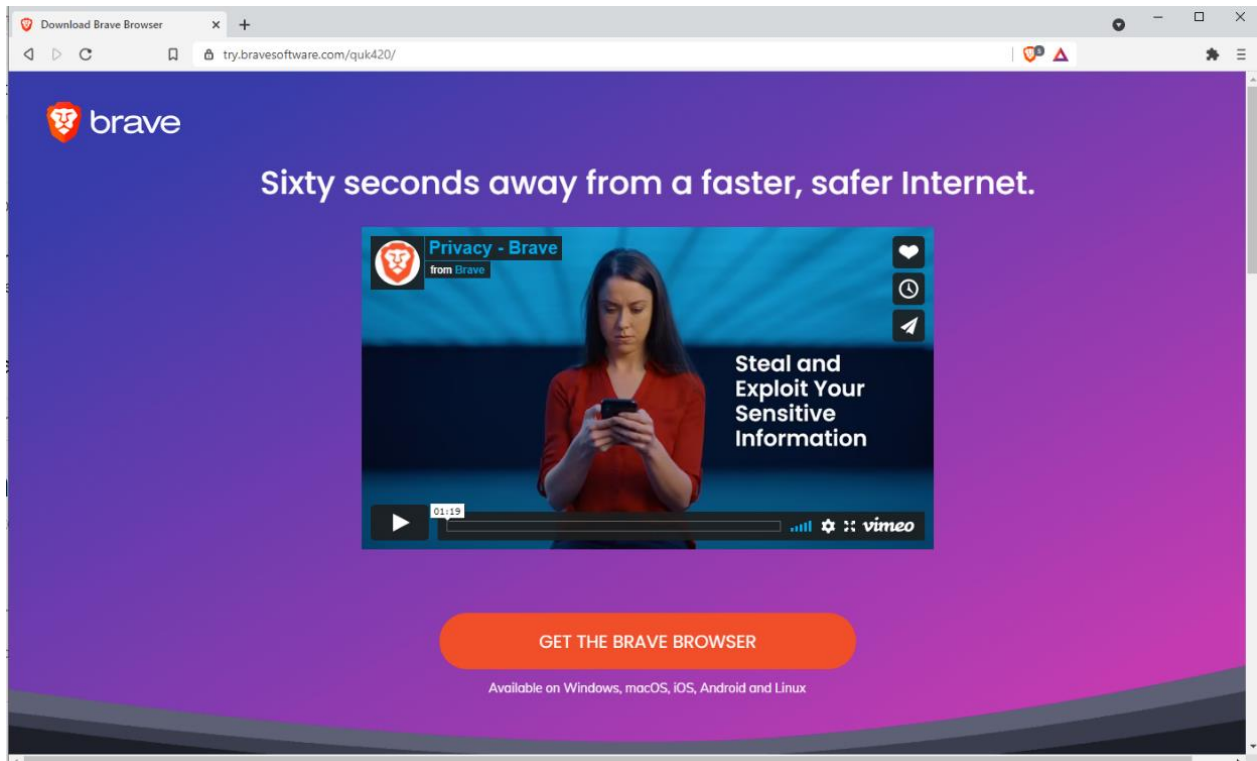 Download Brave Browser
try.bravesoftware.com/quk420/
brave
Sixty seconds away from a faster, safer Internet.
Privacy - Brave
from Brave
Steal and
Exploit Your
Sensitive
Information
01:19
vimeo
GET THE BRAVE BROWSER
Available on Windows, macOS, iOS, Android and Linux